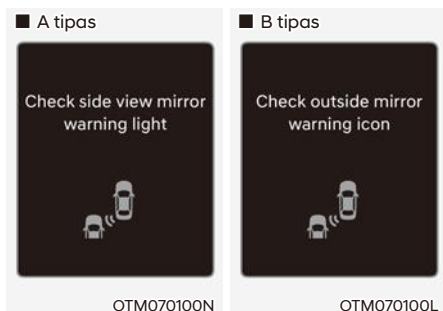 ■ A tipas
Check side view mirror
warning light
OTM070100N
■ B tipas
Check outside mirror
warning icon
OTM070100L